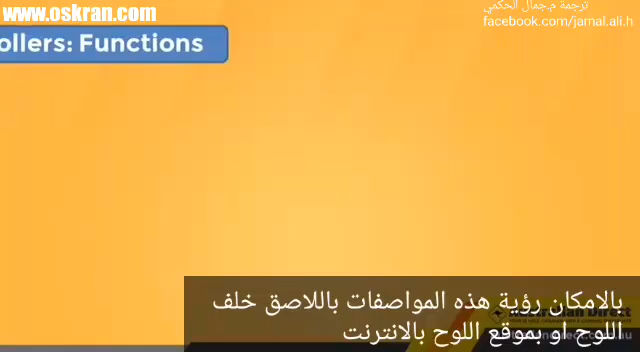 www.oskran.com
ترجمة م.جمال الحكمي
facebook.com/jamal.ali.h
ollers: Functions
بالامكان رؤية هذه المواصفات باللاصق خلف
اللوح او بموقع اللوح بالانترنت
Direct